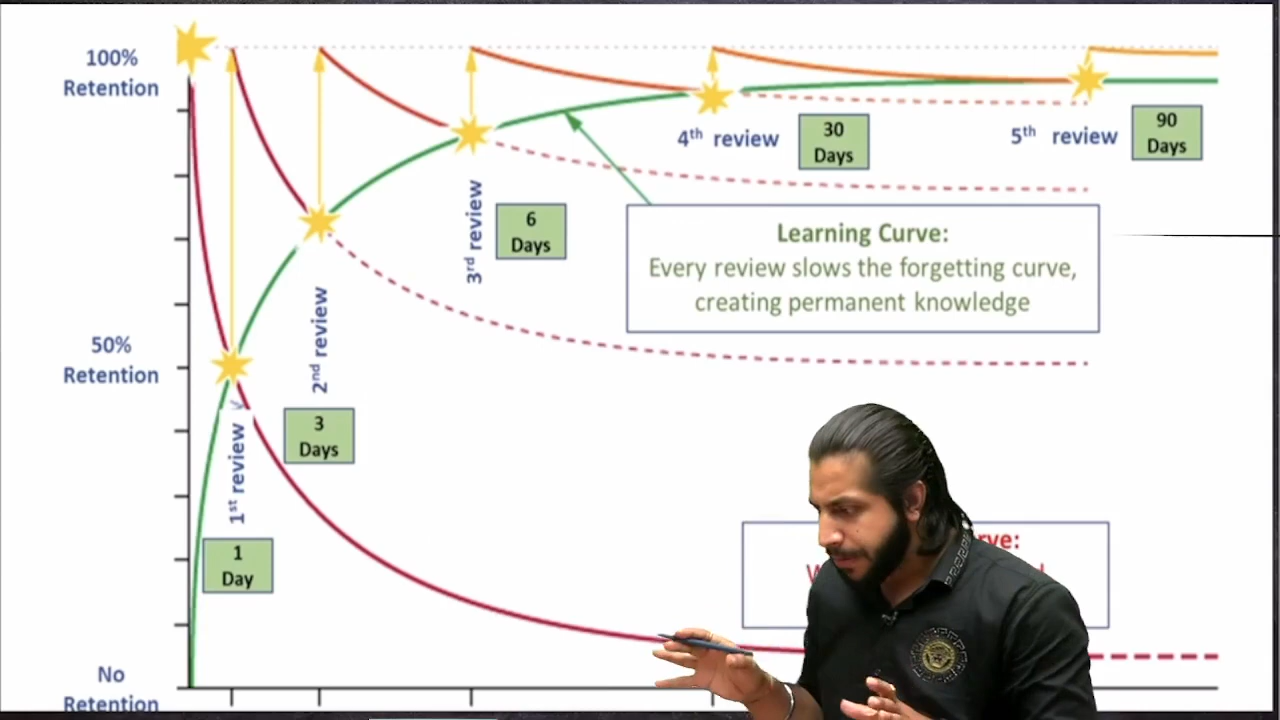 100%
Retention
50%
Retention
No
Retention
1st review
1
Day
2nd review
3
Days
3rd review
6
Days
4th review
30
Days
5th review
90
Days
Learning Curve:
Every review slows the forgetting curve,
creating permanent knowledge